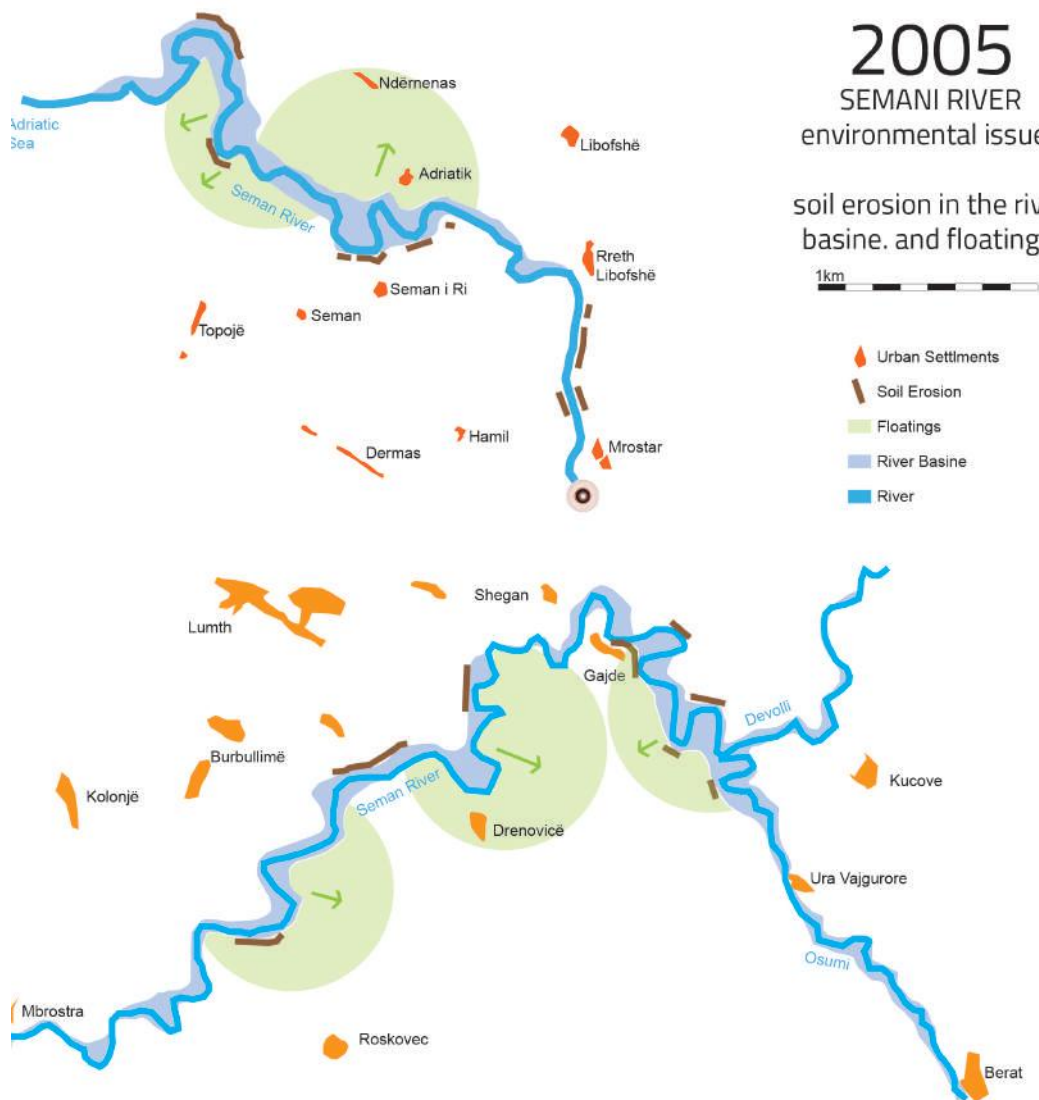 2005
SEMANI RIVER
environmental issue
soil erosion in the riv
basine. and floating
1km
Urban Settlments
Soil Erosion
Floatings
River Basine
River
Adriatic
Sea
Ndërnenas
Libofshë
Adriatik
Seman River
Rreth
Libofshë
Seman i Ri
Seman
Topojë
Hamil
Dermas
Mrostar
Shegan
Lumth
Gajde
Devolli
Burbullimë
Kolonjë
Seman River
Kucove
Drenovicë
Ura Vajgurore
Osumi
Mbrostra
Roskovec
Berat